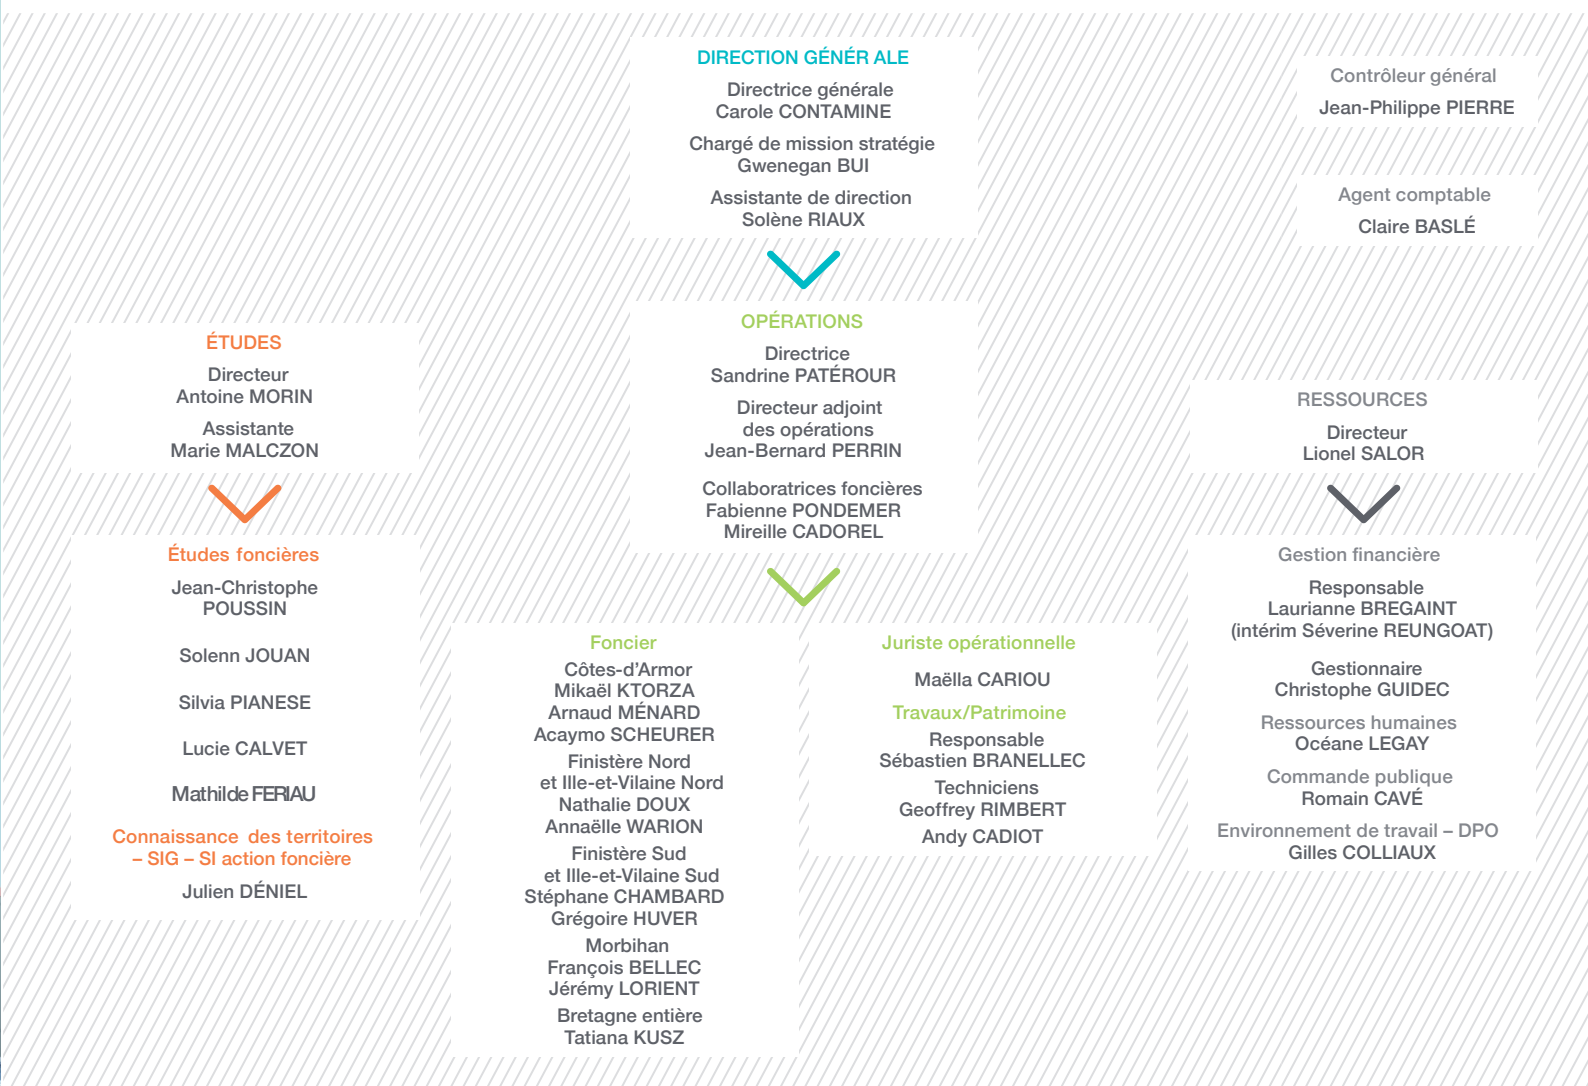 DIRECTION GÉNÉR ALE
Directrice générale
Carole CONTAMINE
Chargé de mission stratégie
Gwenegan BUI
Assistante de direction
Solène RIAUX
Contrôleur général
Jean-Philippe PIERRE
Agent comptable
Claire BASLÉ
ÉTUDES
Directeur
Antoine MORIN
Assistante
Marie MALCZON
Études foncières
Jean-Christophe
POUSSIN
Solenn JOUAN
Silvia PIANESE
Lucie CALVET
Mathilde FERIAU
Connaissance des territoires
– SIG – SI action foncière
Julien DÉNIEL
OPÉRATIONS
Directrice
Sandrine PATÉROUR
Directeur adjoint
des opérations
Jean-Bernard PERRIN
Collaboratrices foncières
Fabienne PONDEMER
Mireille CADOREL
Foncier
Côtes-d’Armor
Mikaël KTORZA
Arnaud MÉNARD
Acaymo SCHEURER
Finistère Nord
et Ille-et-Vilaine Nord
Nathalie DOUX
Annaëlle WARION
Finistère Sud
et Ille-et-Vilaine Sud
Stéphane CHAMBARD
Grégoire HUVER
Morbihan
François BELLEC
Jérémy LORIENT
Bretagne entière
Tatiana KUSZ
Juriste opérationnelle
Maëlla CARIOU
Travaux/Patrimoine
Responsable
Sébastien BRANELLEC
Techniciens
Geoffrey RIMBERT
Andy CADIOT
RESSOURCES
Directeur
Lionel SALOR
Gestion financière
Responsable
Laurianne BREGAINT
(intérim Séverine REUNGOAT)
Gestionnaire
Christophe GUIDEC
Ressources humaines
Océane LEGAY
Commande publique
Romain CAVÉ
Environnement de travail – DPO
Gilles COLLIAUX